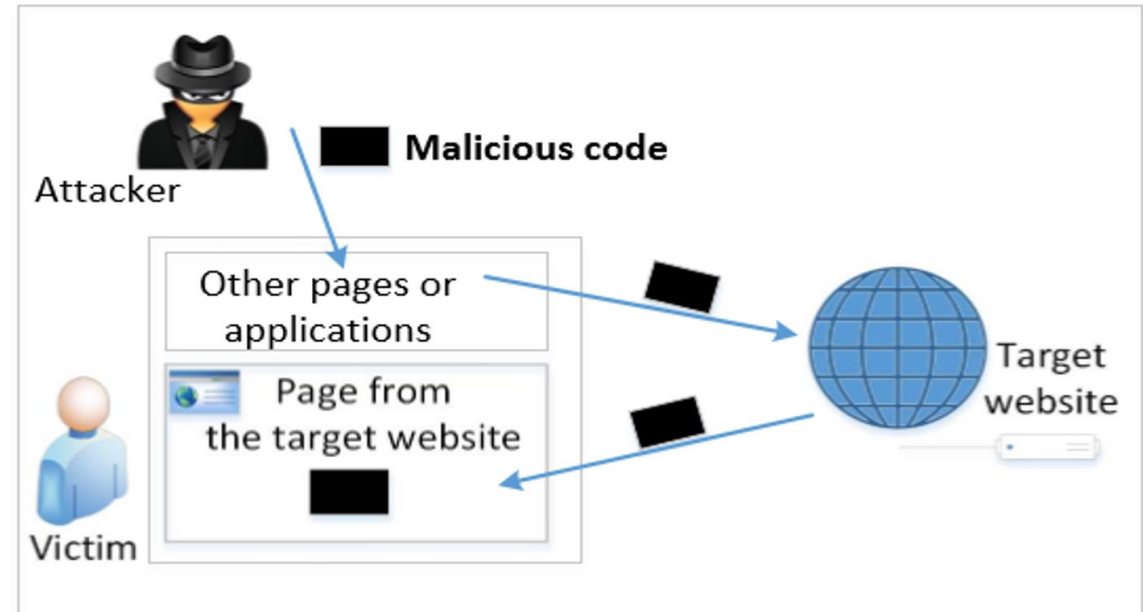 Malicious code
Attacker
Other pages or
applications
Page from
the target website
Target
website
Victim